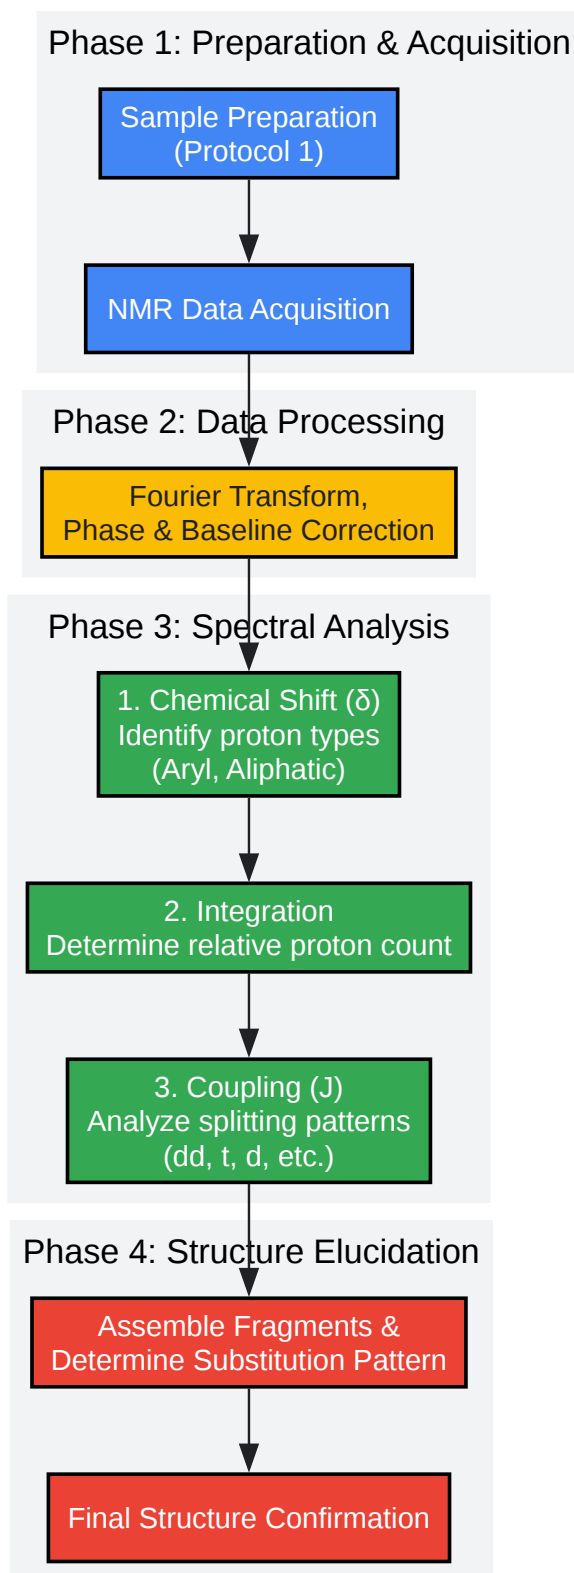 Phase 1: Preparation & Acquisition
Sample Preparation
(Protocol 1)
NMR Data Acquisition
Phase 2: Data Processing
Fourier Transform,
Phase & Baseline Correction
Phase 3: Spectral Analysis
1. Chemical Shift (δ)
Identify proton types
(Aryl, Aliphatic)
2. Integration
Determine relative proton count
3. Coupling (J)
Analyze splitting patterns
(dd, t, d, etc.)
Phase 4: Structure Elucidation
Assemble Fragments &
Determine Substitution Pattern
Final Structure Confirmation